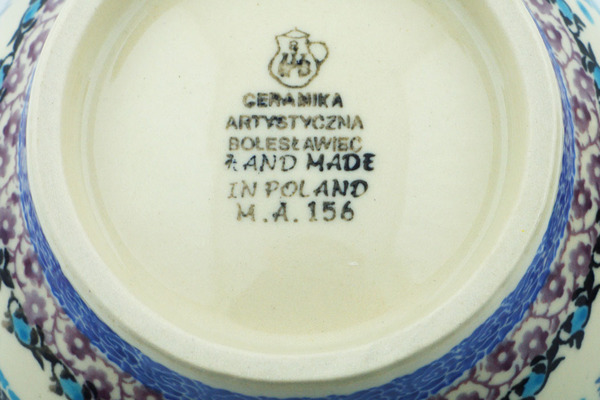 CERAMIKA
ARTYSTYCZNA
BOLESŁAWIEC
HAND MADE
IN POLAND
M.A.156